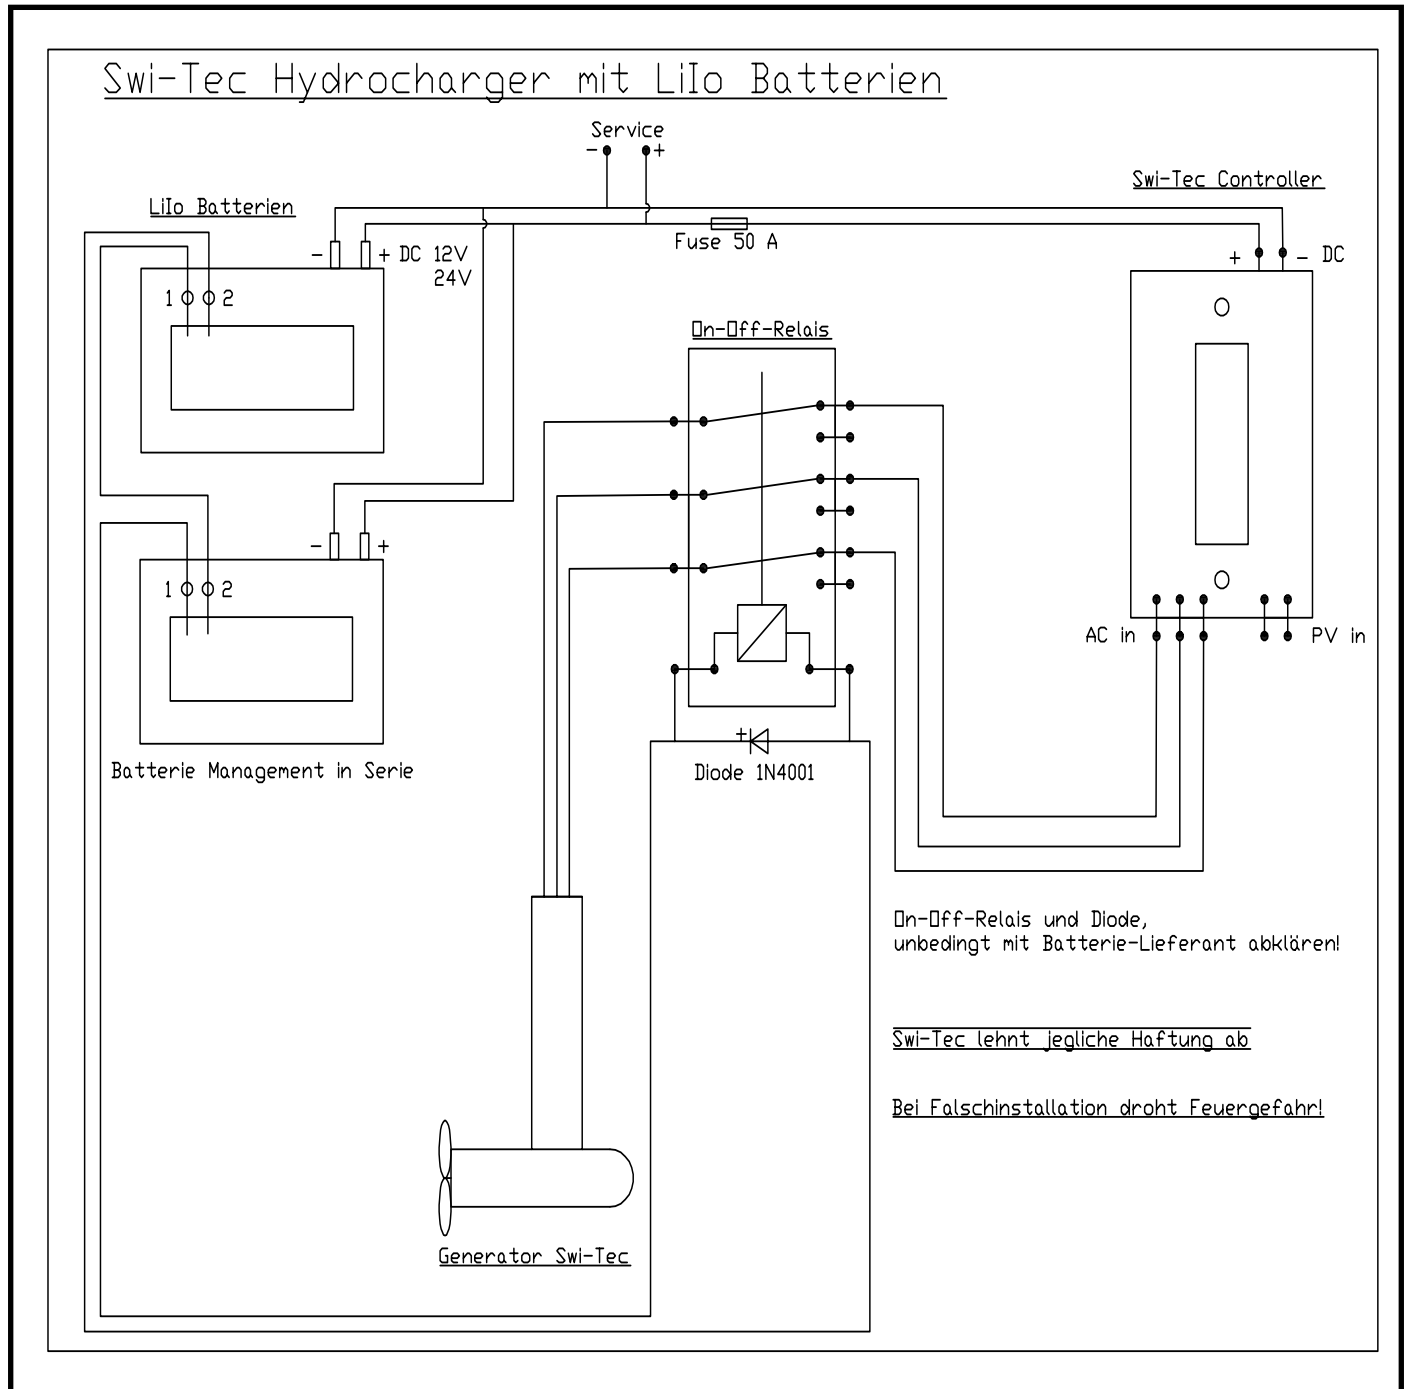 Swi-Tec Hydrocharger mit LiIo Batterien
Service
- +
Swi-Tec Controller
LiIo Batterien
Fuse 50 A
- + DC 12V
24V
+ - DC
1 2
On-Off-Relais
- +
1 2
AC in
PV in
+
Diode 1N4001
Batterie Management in Serie
On-Off-Relais und Diode,
unbedingt mit Batterie-Lieferant abklären!
Swi-Tec lehnt jegliche Haftung ab
Bei Falschinstallation droht Feuergefahr!
Generator Swi-Tec